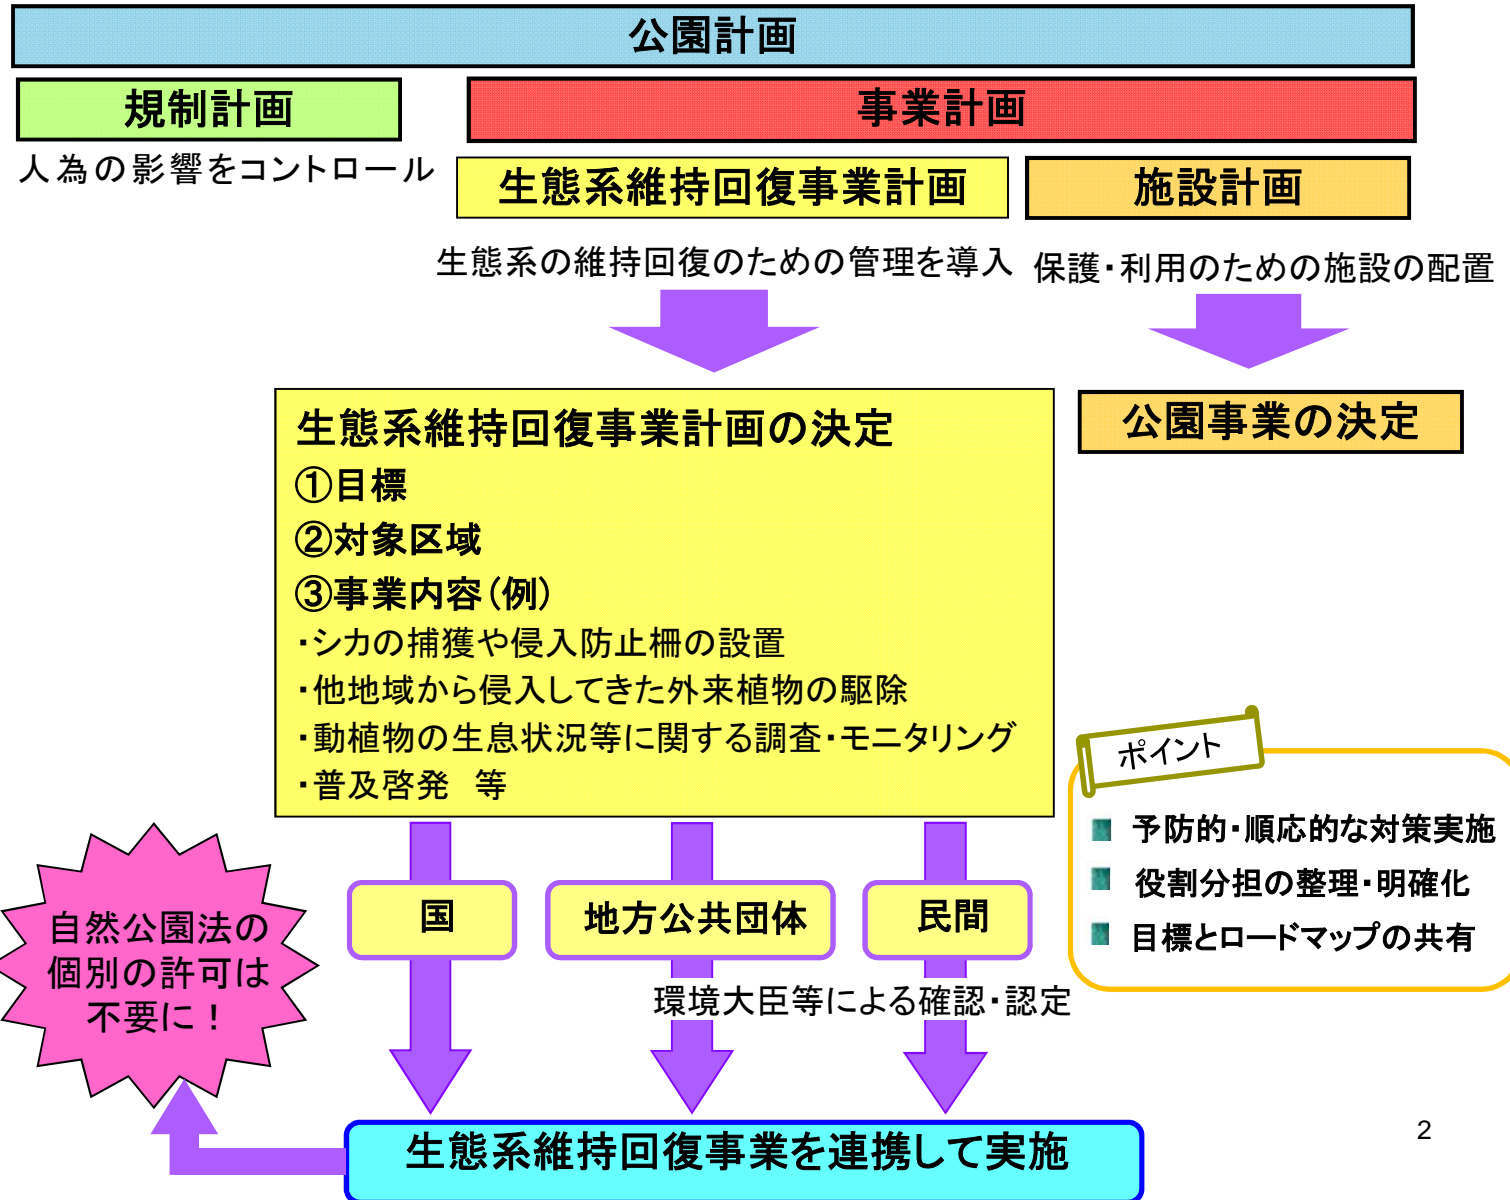 公園計画
規制計画
事業計画
人為の影響をコントロール
生態系維持回復事業計画
施設計画
生態系の維持回復のための管理を導入
保護・利用のための施設の配置
生態系維持回復事業計画の決定
①目標
②対象区域
③事業内容(例)
・シカの捕獲や侵入防止柵の設置
・他地域から侵入してきた外来植物の駆除
・動植物の生息状況等に関する調査・モニタリング
・普及啓発 等
公園事業の決定
ポイント
予防的・順応的な対策実施
役割分担の整理・明確化
目標とロードマップの共有
国
地方公共団体
民間
環境大臣等による確認・認定
自然公園法の
個別の許可は
不要に!
生態系維持回復事業を連携して実施
2